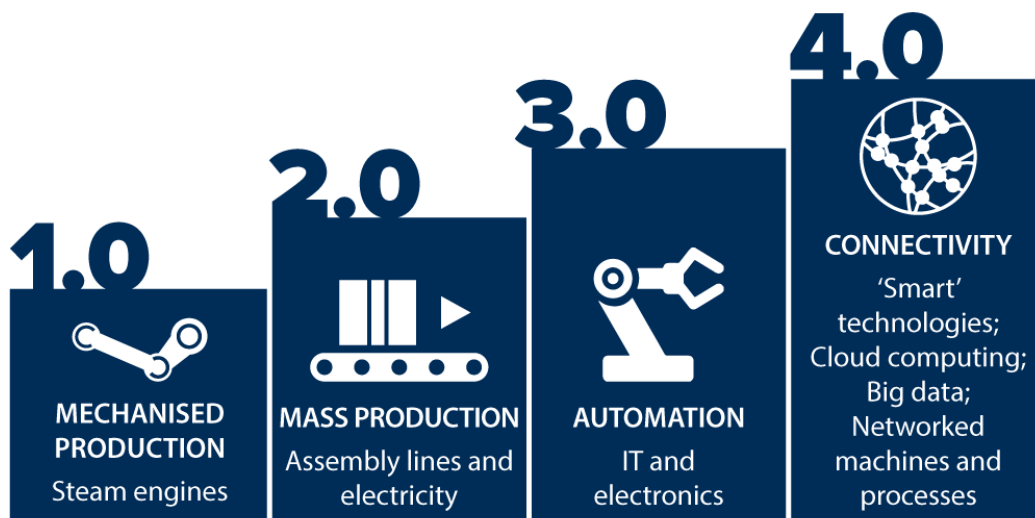 1.0
MECHANISED
PRODUCTION
Steam engines
2.0
MASS PRODUCTION
Assembly lines and
electricity
3.0
AUTOMATION
IT and
electronics
4.0
CONNECTIVITY
‘Smart’
technologies;
Cloud computing;
Big data;
Networked
machines and
processes